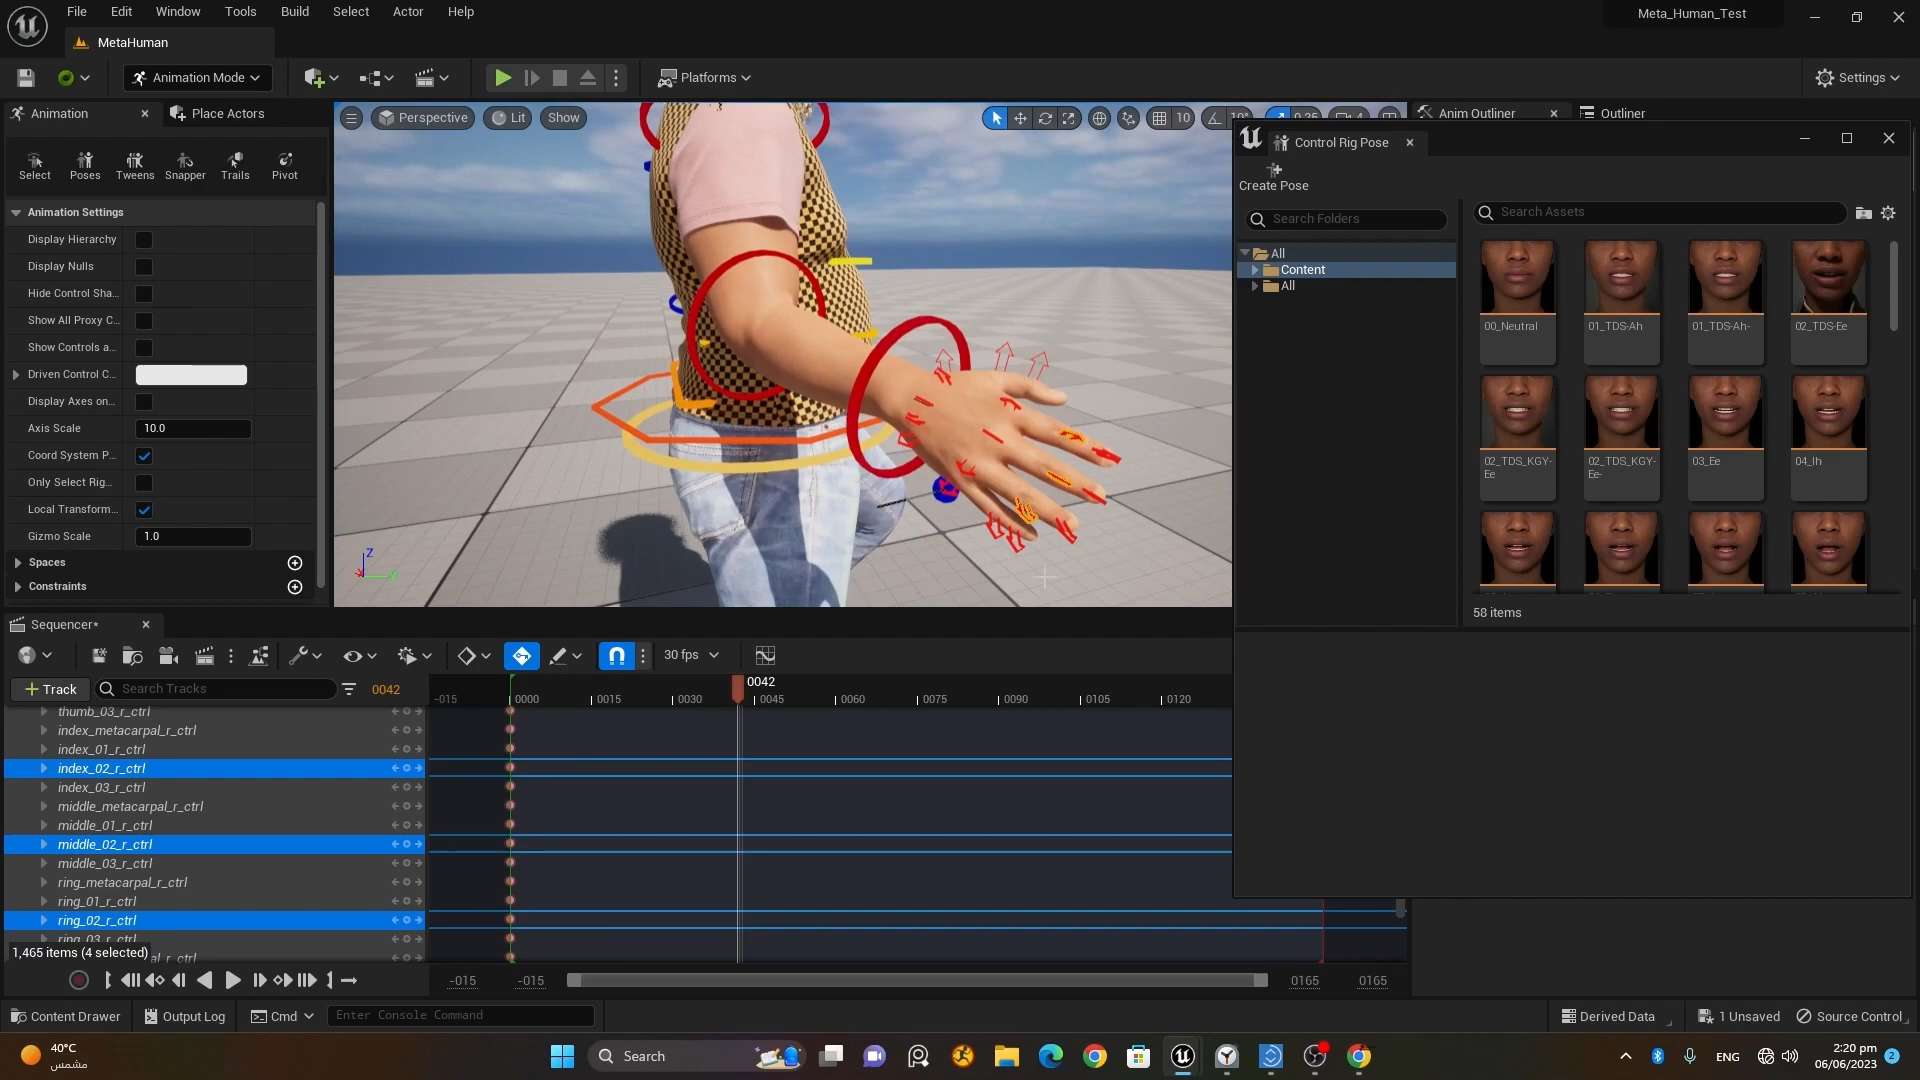 File Edit Window Tools Build Select Actor Help
Meta_Human_Test
MetaHuman
Animation Mode
Platforms
Settings
Animation
Place Actors
Perspective
Lit
Show
10
10°
0.25
4
Anim Outliner
Outliner
Control Rig Pose
Create Pose
Search Folders
Search Assets
All
Content
All
00_Neutral
01_TDS-Ah
01_TDS-Ah-
02_TDS-Ee
02_TDS_KGY-
Ee
02_TDS_KGY-
Ee-
03_Ee
04_Ih
58 items
Select
Poses
Tweens
Snapper
Trails
Pivot
Animation Settings
Display Hierarchy
Display Nulls
Hide Control Sha...
Show All Proxy C...
Show Controls a...
Driven Control C...
Display Axes on...
Axis Scale
10.0
Coord System P...
Only Select Rig...
Local Transform...
Gizmo Scale
1.0
Spaces
Constraints
Z
Sequencer*
30 fps
Track
Search Tracks
0042
-015
0000
0015
0030
0042
0045
0060
0075
0090
0105
0120
thumb_03_r_ctrl
index_metacarpal_r_ctrl
index_01_r_ctrl
index_02_r_ctrl
index_03_r_ctrl
middle_metacarpal_r_ctrl
middle_01_r_ctrl
middle_02_r_ctrl
middle_03_r_ctrl
ring_metacarpal_r_ctrl
ring_01_r_ctrl
ring_02_r_ctrl
ring_03_r_ctrl
1,465 items (4 selected)
-015
-015
0165
0165
Content Drawer
Output Log
Cmd
Enter Console Command
Derived Data
1 Unsaved
Source Control
40°C
مشمس
Search
ENG
2:20 pm
06/06/2023
2